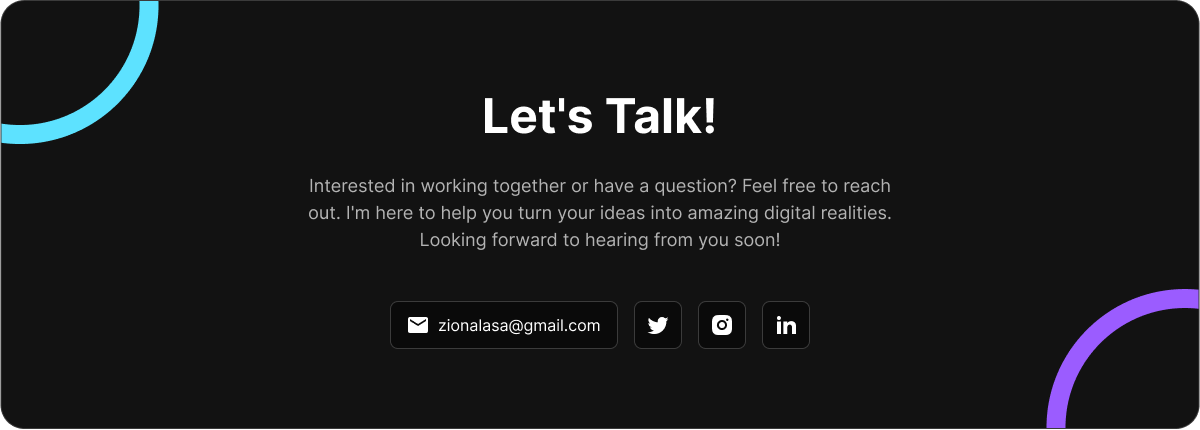 Let's Talk!
Interested in working together or have a question? Feel free to reach
out. I'm here to help you turn your ideas into amazing digital realities.
Looking forward to hearing from you soon!
zionalasa@gmail.com
in